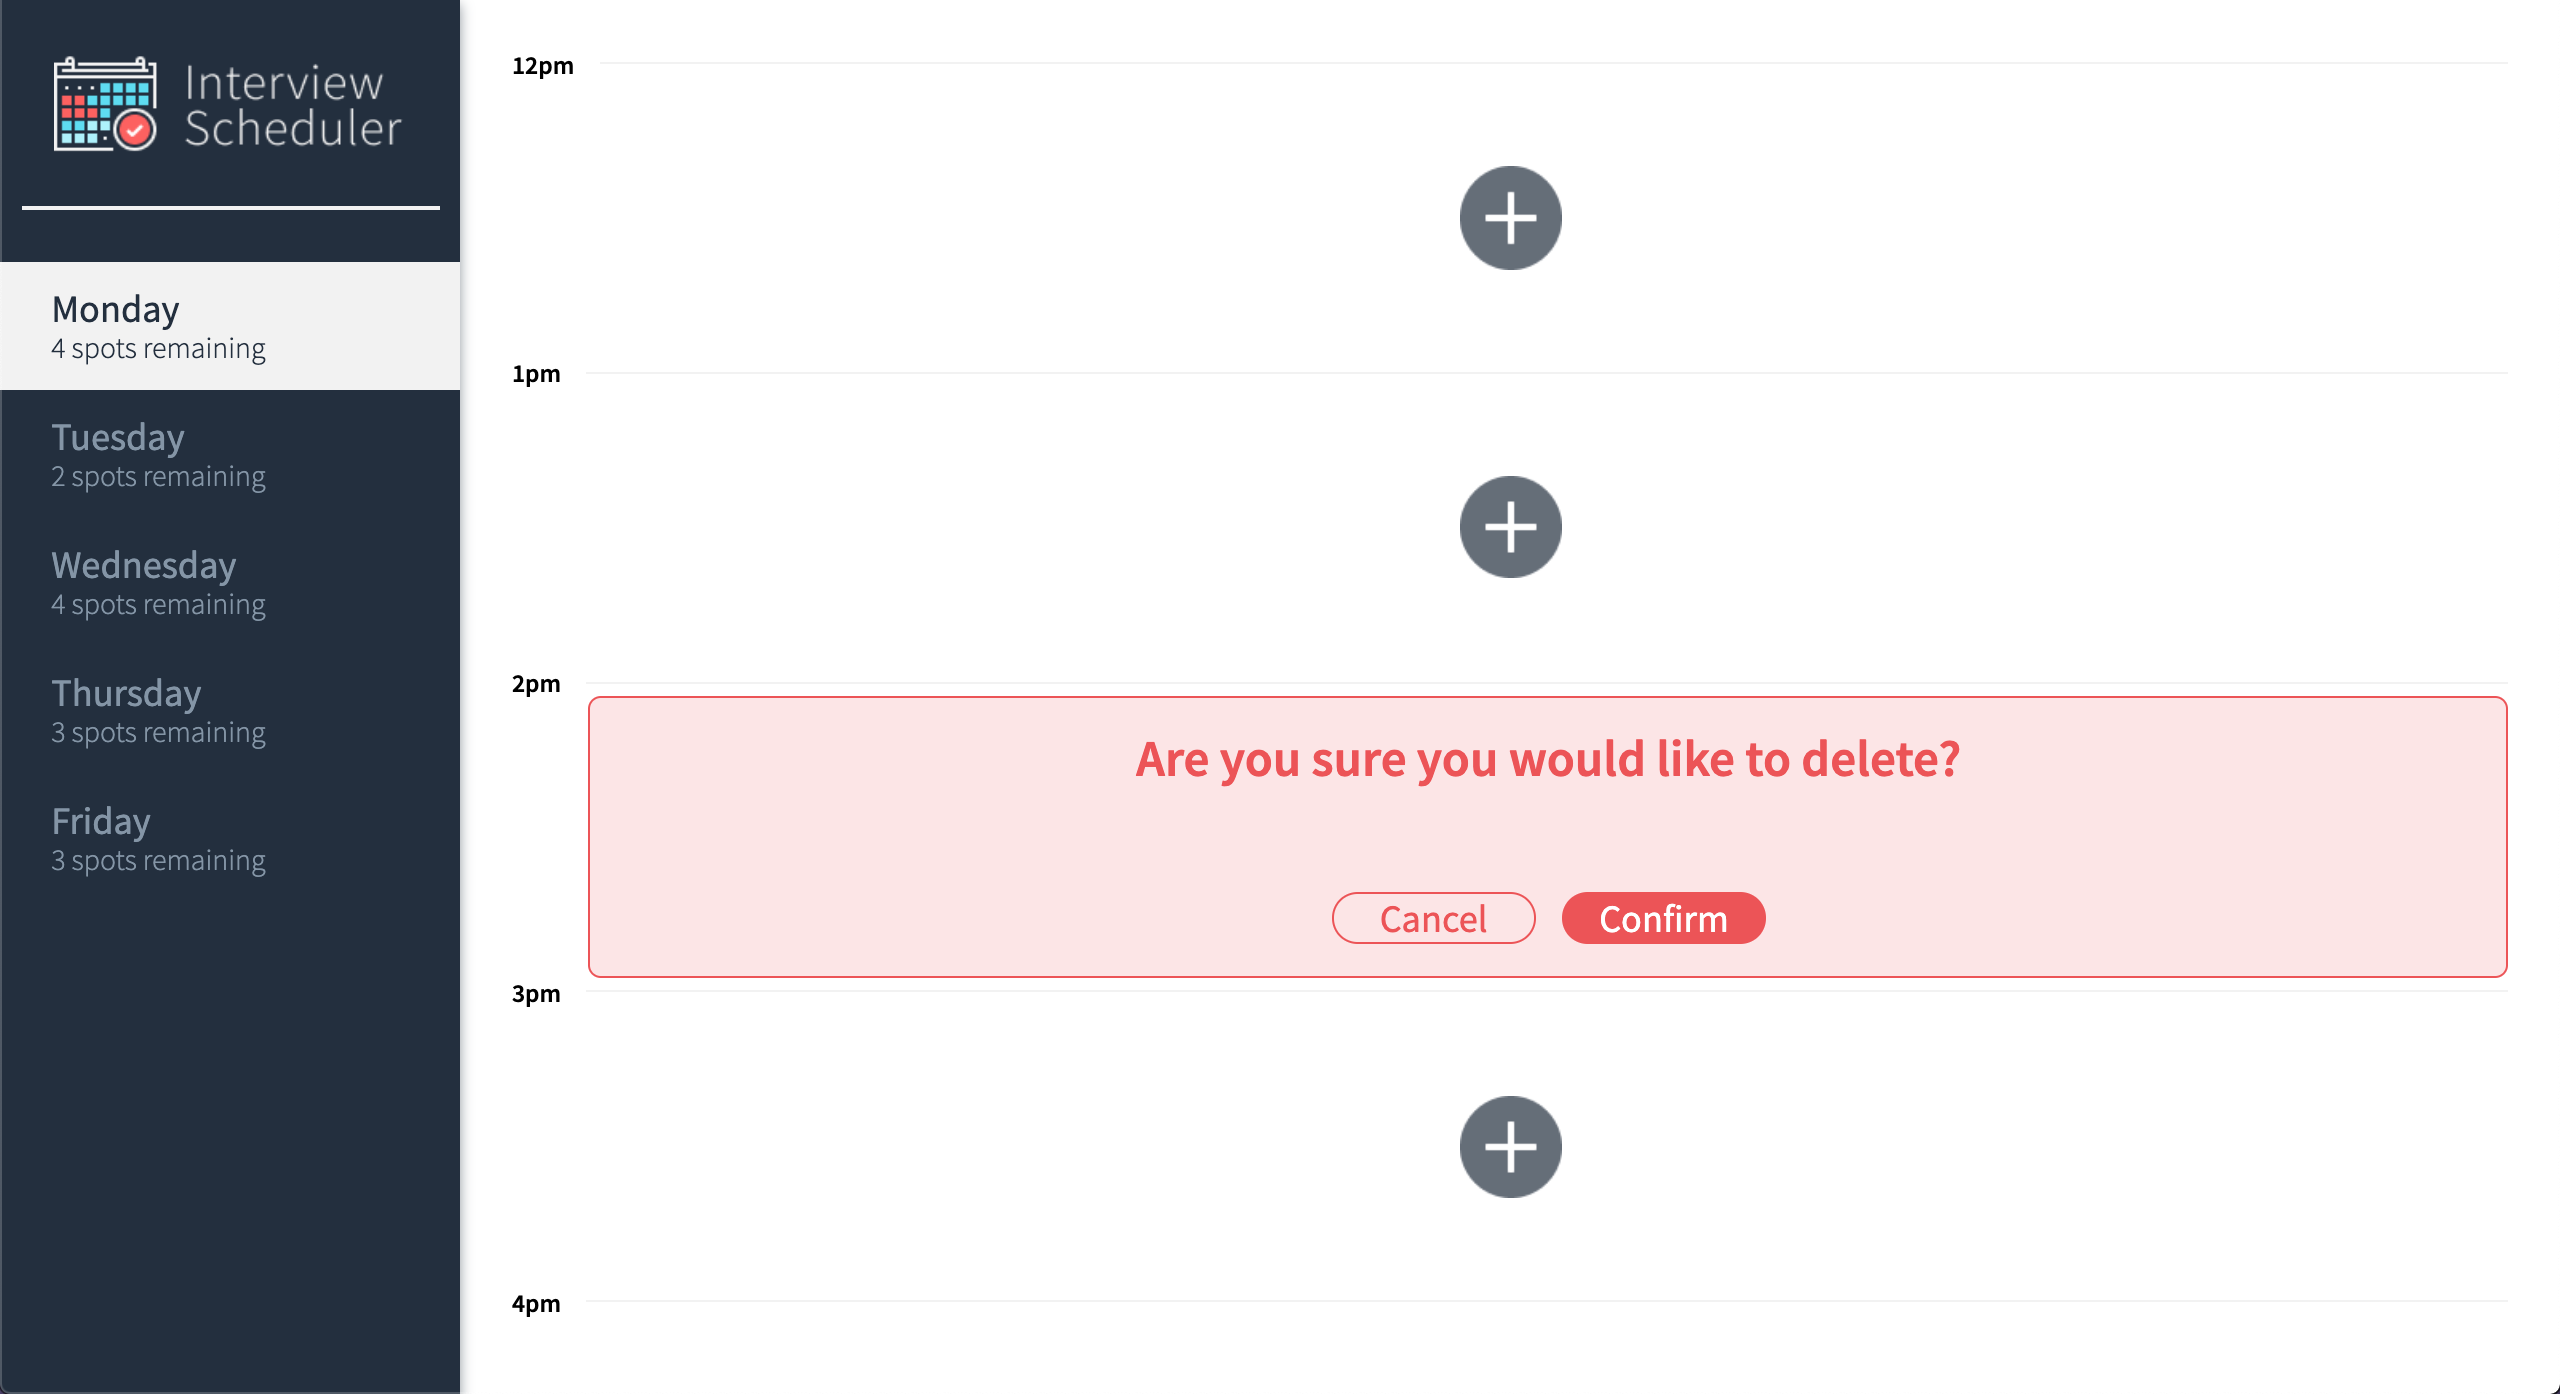 Interview
Scheduler
Monday
4 spots remaining
Tuesday
2 spots remaining
Wednesday
4 spots remaining
Thursday
3 spots remaining
Friday
3 spots remaining
12pm
1pm
2pm
Are you sure you would like to delete?
Cancel Confirm
3pm
4pm